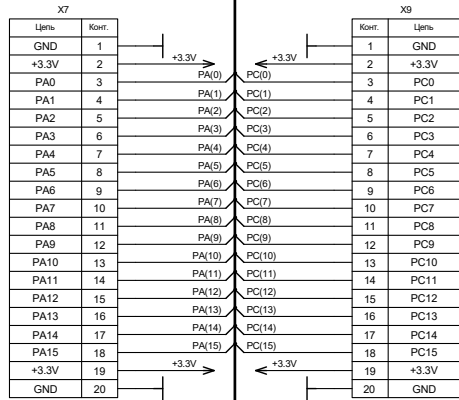 X7 X9
Цепь Конт. Конт. Цепь
GND 1 1 GND
+3.3V 2 +3.3V +3.3V 2 +3.3V
PA0 3 PA(0) PC(0) 3 PC0
PA1 4 PA(1) PC(1) 4 PC1
PA2 5 PA(2) PC(2) 5 PC2
PA3 6 PA(3) PC(3) 6 PC3
PA4 7 PA(4) PC(4) 7 PC4
PA5 8 PA(5) PC(5) 8 PC5
PA6 9 PA(6) PC(6) 9 PC6
PA7 10 PA(7) PC(7) 10 PC7
PA8 11 PA(8) PC(8) 11 PC8
PA9 12 PA(9) PC(9) 12 PC9
PA10 13 PA(10) PC(10) 13 PC10
PA11 14 PA(11) PC(11) 14 PC11
PA12 15 PA(12) PC(12) 15 PC12
PA13 16 PA(13) PC(13) 16 PC13
PA14 17 PA(14) PC(14) 17 PC14
PA15 18 PA(15) PC(15) 18 PC15
+3.3V 19 +3.3V +3.3V 19 +3.3V
GND 20 20 GND